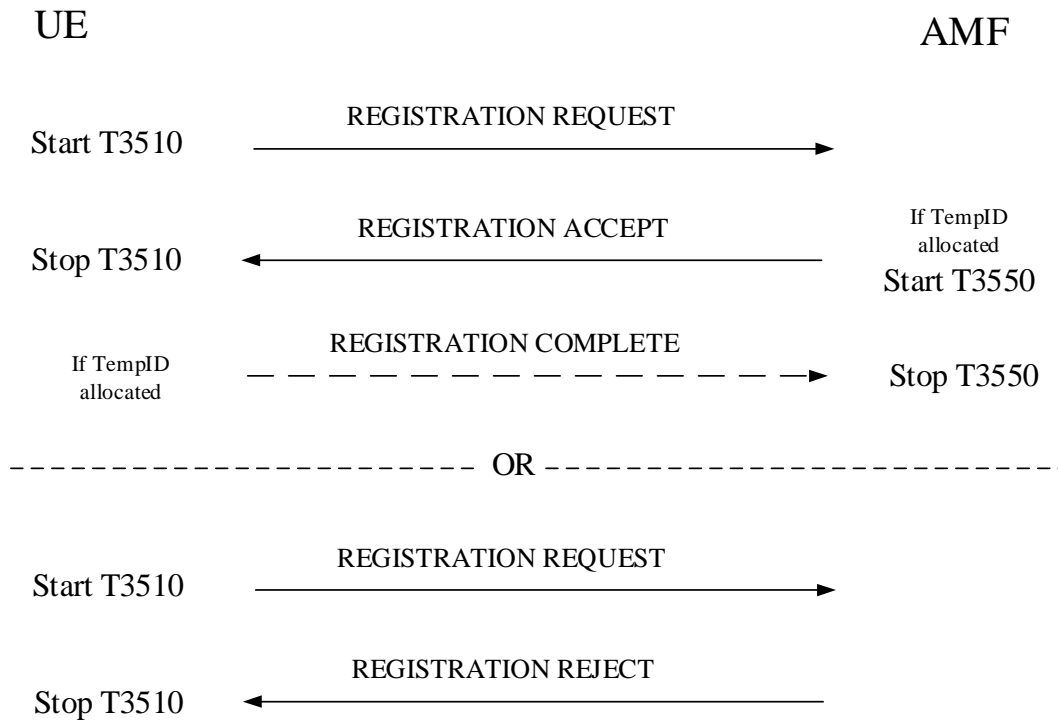 UE
AMF
REGISTRATION REQUEST
Start T3510
REGISTRATION ACCEPT
If TempID
allocated
Stop T3510
Start T3550
REGISTRATION COMPLETE
If TempID
allocated
Stop T3550
OR
REGISTRATION REQUEST
Start T3510
REGISTRATION REJECT
Stop T3510